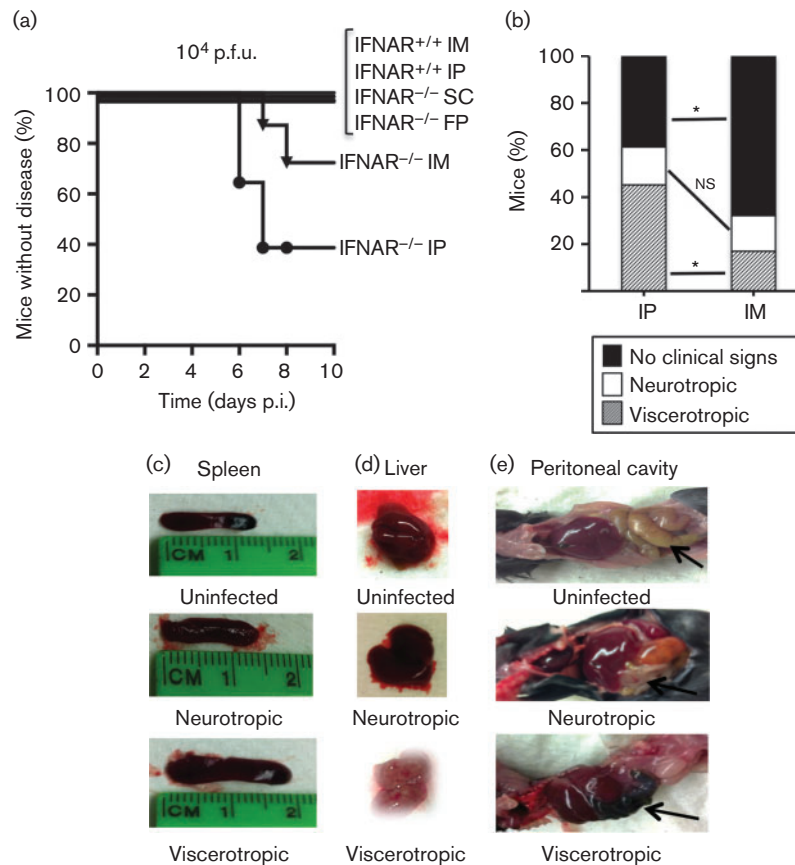 (a)
10⁴ p.f.u.
IFNAR⁺/⁺ IM
IFNAR⁺/⁺ IP
IFNAR⁻/⁻ SC
IFNAR⁻/⁻ FP
IFNAR⁻/⁻ IM
IFNAR⁻/⁻ IP
Mice without disease (%)
100
80
60
40
20
0
0 2 4 6 8 10
Time (days p.i.)
(b)
Mice (%)
100
80
60
40
20
*
NS
*
IP IM
No clinical signs
Neurotropic
Viscerotropic
(c) Spleen
CM 1 2
Uninfected
CM 1 2
Neurotropic
CM 1 2
Viscerotropic
(d) Liver
Uninfected
Neurotropic
Viscerotropic
(e) Peritoneal cavity
Uninfected
Neurotropic
Viscerotropic